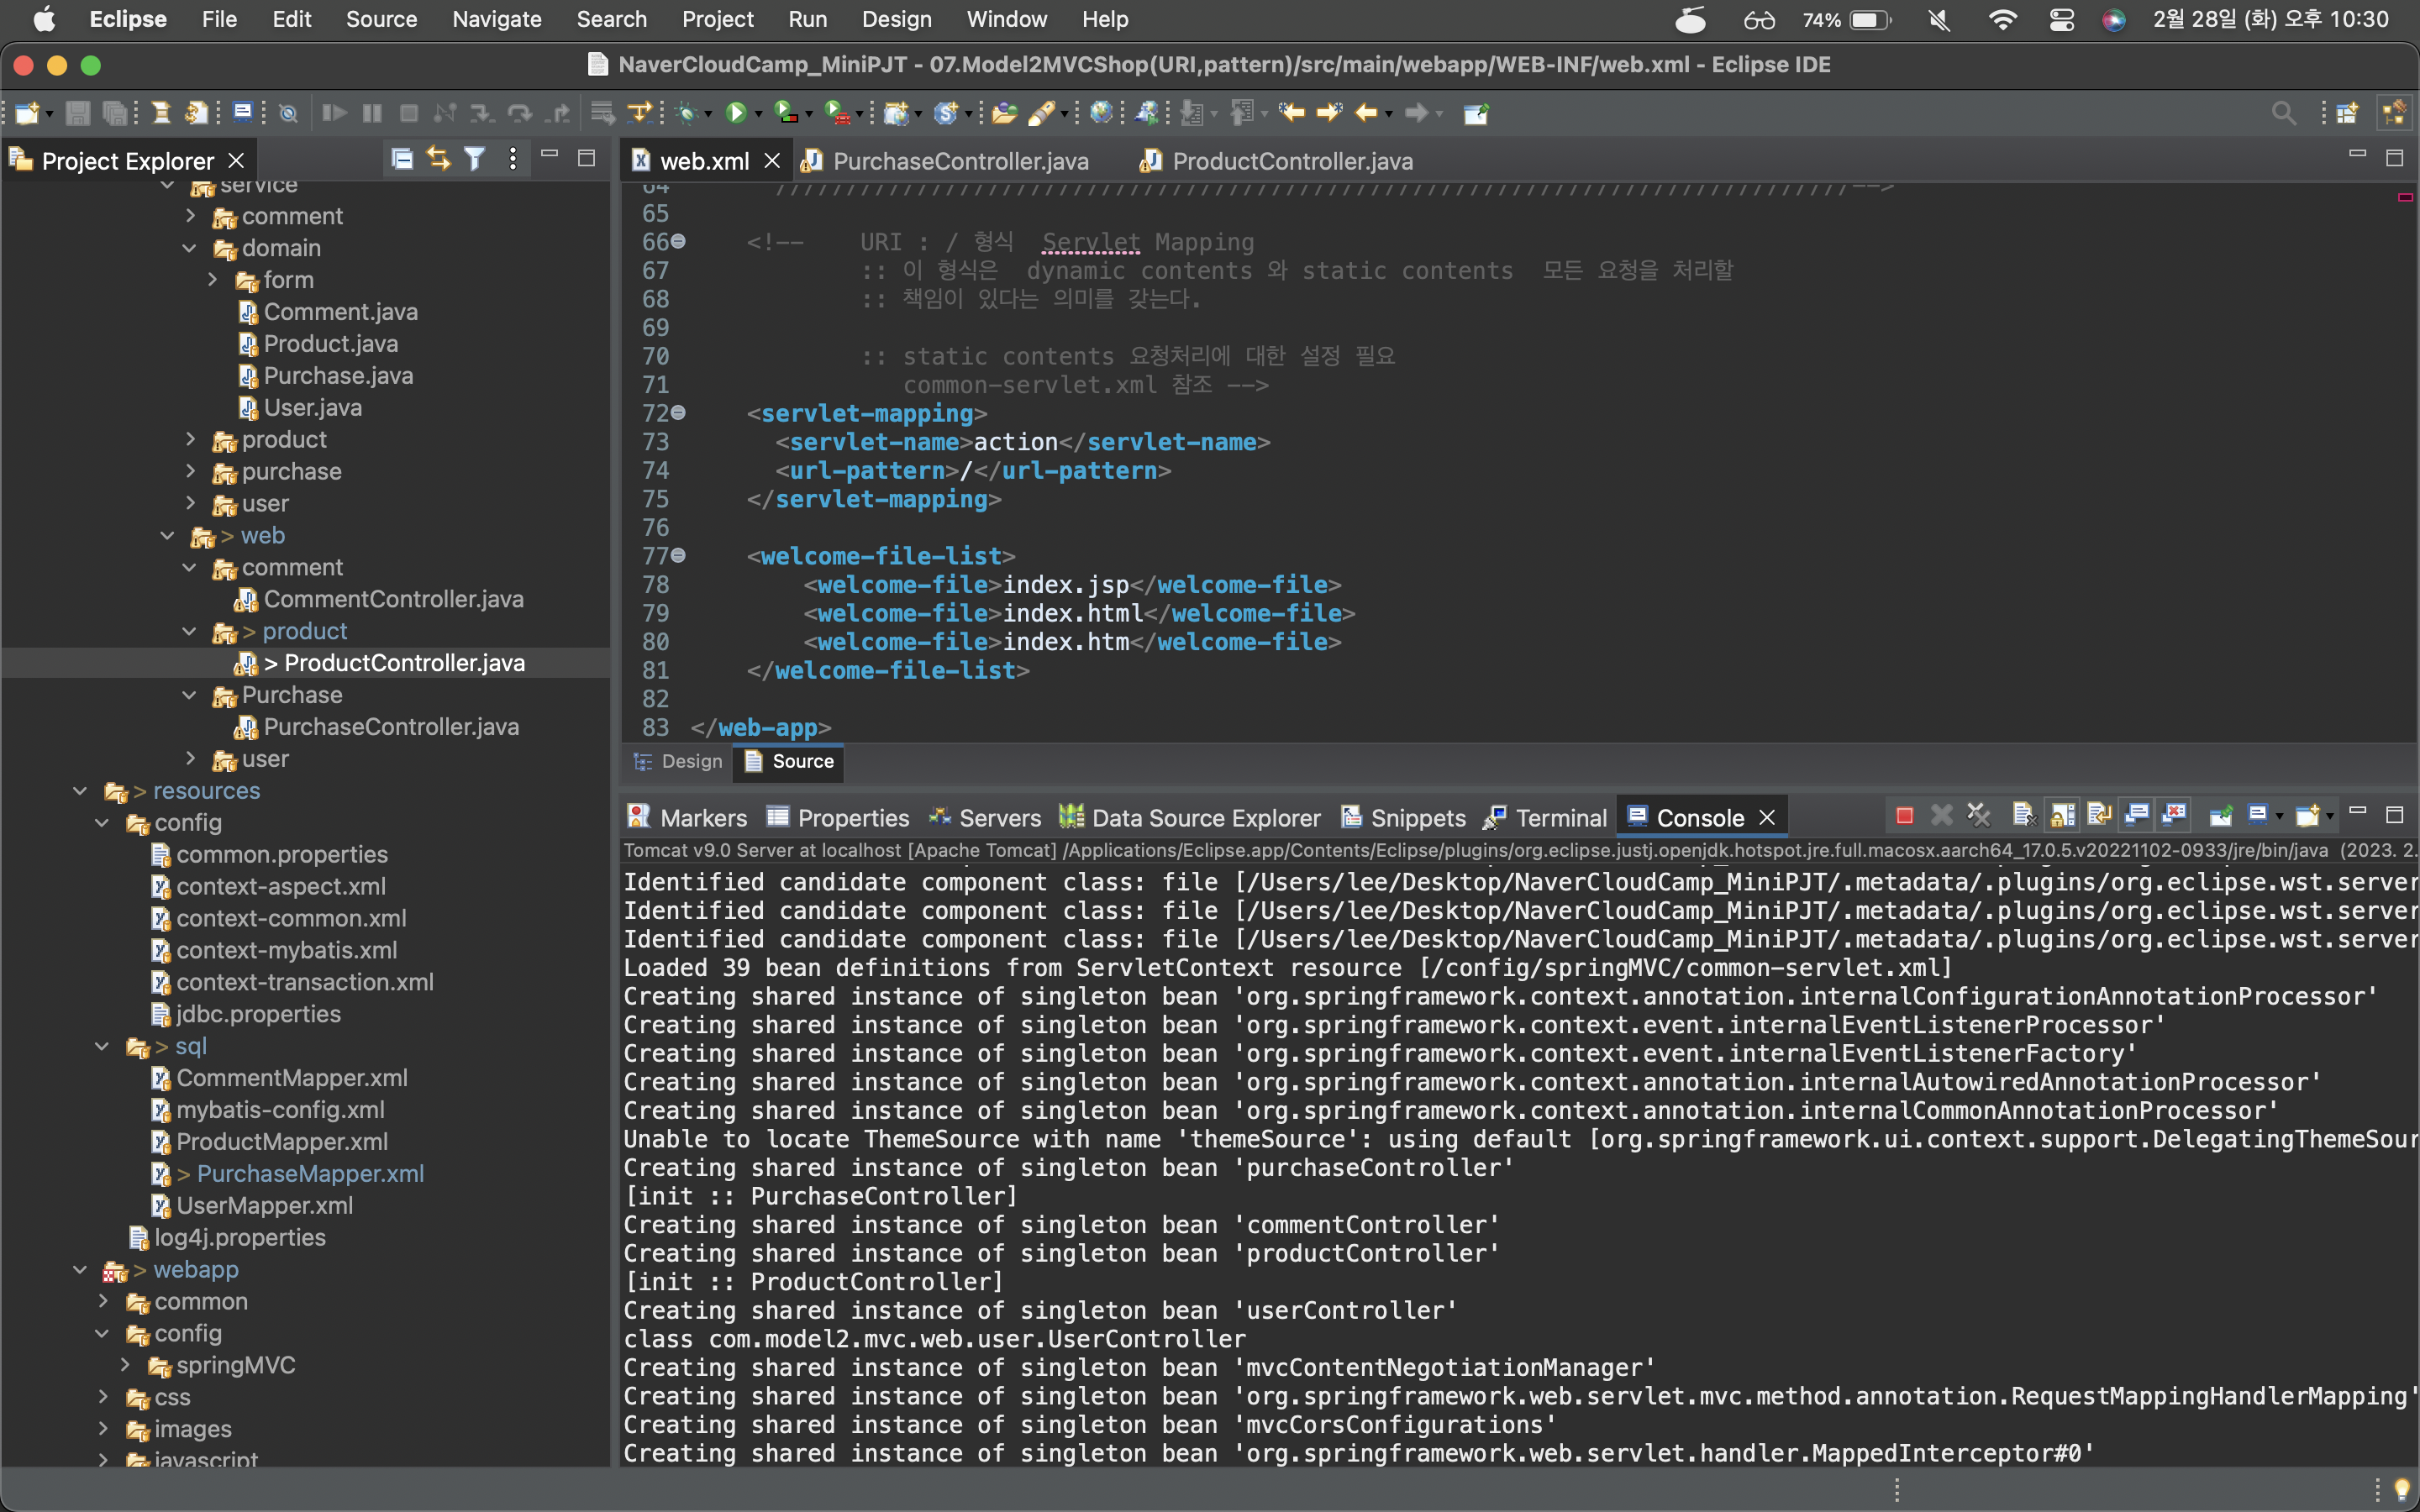 Eclipse File Edit Source Navigate Search Project Run Design Window Help 74% 2월 28일 (화) 오후 10:30
NaverCloudCamp_MiniPJT - 07.Model2MVCShop(URI,pattern)/src/main/webapp/WEB-INF/web.xml - Eclipse IDE
Project Explorer
service
comment
domain
form
Comment.java
Product.java
Purchase.java
User.java
product
purchase
user
> web
comment
CommentController.java
> product
> ProductController.java
Purchase
PurchaseController.java
user
> resources
config
common.properties
context-aspect.xml
context-common.xml
context-mybatis.xml
context-transaction.xml
jdbc.properties
> sql
CommentMapper.xml
mybatis-config.xml
ProductMapper.xml
> PurchaseMapper.xml
UserMapper.xml
log4j.properties
> webapp
common
config
springMVC
css
images
javascript
web.xml PurchaseController.java ProductController.java
64
65
66 <!-- URI : / 형식 Servlet Mapping
67 :: 이 형식은 dynamic contents 와 static contents 모든 요청을 처리할
68 :: 책임이 있다는 의미를 갖는다.
69
70 :: static contents 요청처리에 대한 설정 필요
71 common-servlet.xml 참조 -->
72 <servlet-mapping>
73 <servlet-name>action</servlet-name>
74 <url-pattern>/</url-pattern>
75 </servlet-mapping>
76
77 <welcome-file-list>
78 <welcome-file>index.jsp</welcome-file>
79 <welcome-file>index.html</welcome-file>
80 <welcome-file>index.htm</welcome-file>
81 </welcome-file-list>
82
83 </web-app>
Design Source
Markers Properties Servers Data Source Explorer Snippets Terminal Console
Tomcat v9.0 Server at localhost [Apache Tomcat] /Applications/Eclipse.app/Contents/Eclipse/plugins/org.eclipse.justj.openjdk.hotspot.jre.full.macosx.aarch64_17.0.5.v20221102-0933/jre/bin/java (2023. 2.
Identified candidate component class: file [/Users/lee/Desktop/NaverCloudCamp_MiniPJT/.metadata/.plugins/org.eclipse.wst.server
Identified candidate component class: file [/Users/lee/Desktop/NaverCloudCamp_MiniPJT/.metadata/.plugins/org.eclipse.wst.server
Identified candidate component class: file [/Users/lee/Desktop/NaverCloudCamp_MiniPJT/.metadata/.plugins/org.eclipse.wst.server
Loaded 39 bean definitions from ServletContext resource [/config/springMVC/common-servlet.xml]
Creating shared instance of singleton bean 'org.springframework.context.annotation.internalConfigurationAnnotationProcessor'
Creating shared instance of singleton bean 'org.springframework.context.event.internalEventListenerProcessor'
Creating shared instance of singleton bean 'org.springframework.context.event.internalEventListenerFactory'
Creating shared instance of singleton bean 'org.springframework.context.annotation.internalAutowiredAnnotationProcessor'
Creating shared instance of singleton bean 'org.springframework.context.annotation.internalCommonAnnotationProcessor'
Unable to locate ThemeSource with name 'themeSource': using default [org.springframework.ui.context.support.DelegatingThemeSour
Creating shared instance of singleton bean 'purchaseController'
[init :: PurchaseController]
Creating shared instance of singleton bean 'commentController'
Creating shared instance of singleton bean 'productController'
[init :: ProductController]
Creating shared instance of singleton bean 'userController'
class com.model2.mvc.web.user.UserController
Creating shared instance of singleton bean 'mvcContentNegotiationManager'
Creating shared instance of singleton bean 'org.springframework.web.servlet.mvc.method.annotation.RequestMappingHandlerMapping'
Creating shared instance of singleton bean 'mvcCorsConfigurations'
Creating shared instance of singleton bean 'org.springframework.web.servlet.handler.MappedInterceptor#0'